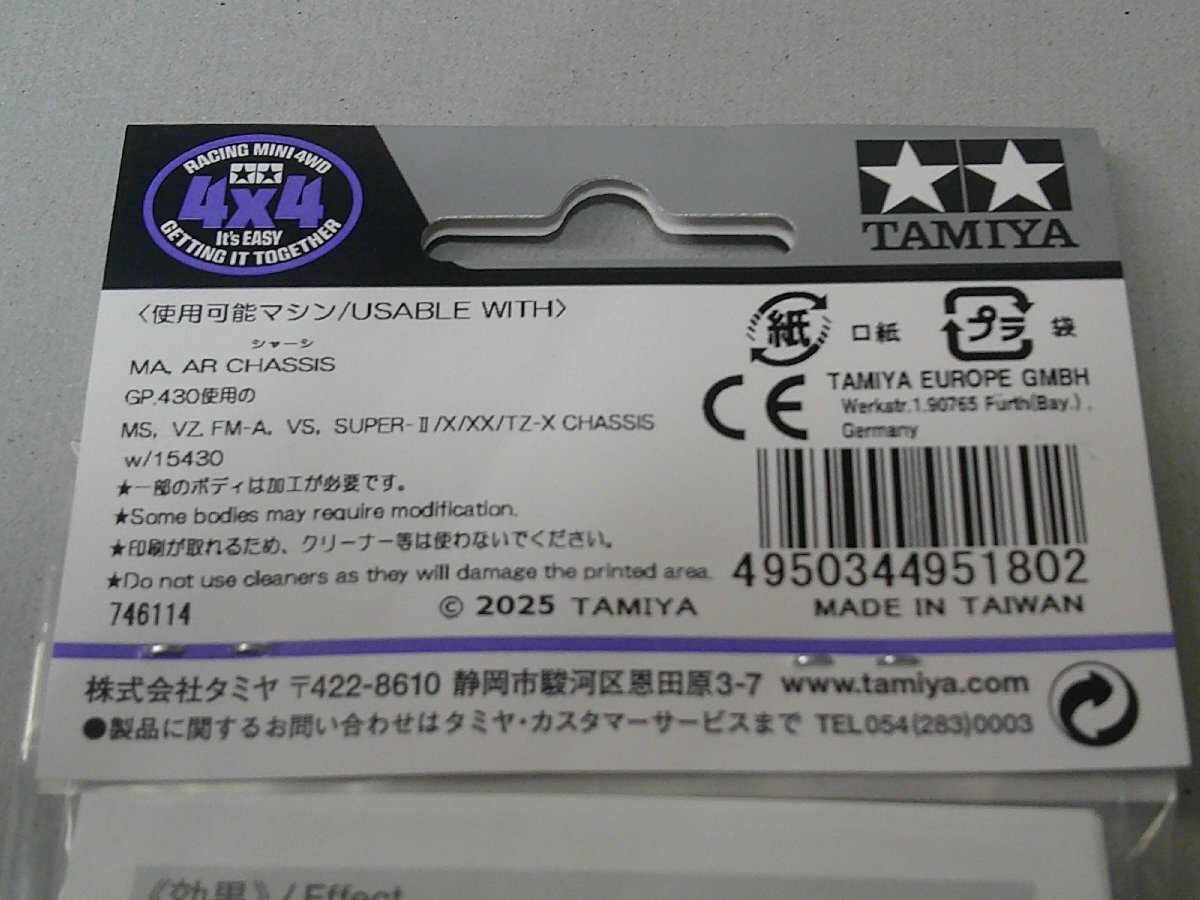 RACING MINI 4WD
4x4
It's EASY
GETTING IT TOGETHER
TAMIYA
〈使用可能マシン/USABLE WITH〉
シャーシ
MA, AR CHASSIS
GP.430使用の
MS, VZ, FM-A, VS, SUPER-Ⅱ/X/XX/TZ-X CHASSIS
w/15430
★一部のボディは加工が必要です。
★Some bodies may require modification.
★印刷が取れるため、クリーナー等は使わないでください。
★Do not use cleaners as they will damage the printed area.
746114
© 2025 TAMIYA
紙 口紙
プラ 袋
CE
TAMIYA EUROPE GMBH
Werkstr.1.90765 Fürth(Bay.).
Germany
4950344951802
MADE IN TAIWAN
株式会社タミヤ 〒422-8610 静岡市駿河区恩田原3-7 www.tamiya.com
●製品に関するお問い合わせはタミヤ・カスタマーサービスまで TEL054(283)0003
《効果》/ Effect